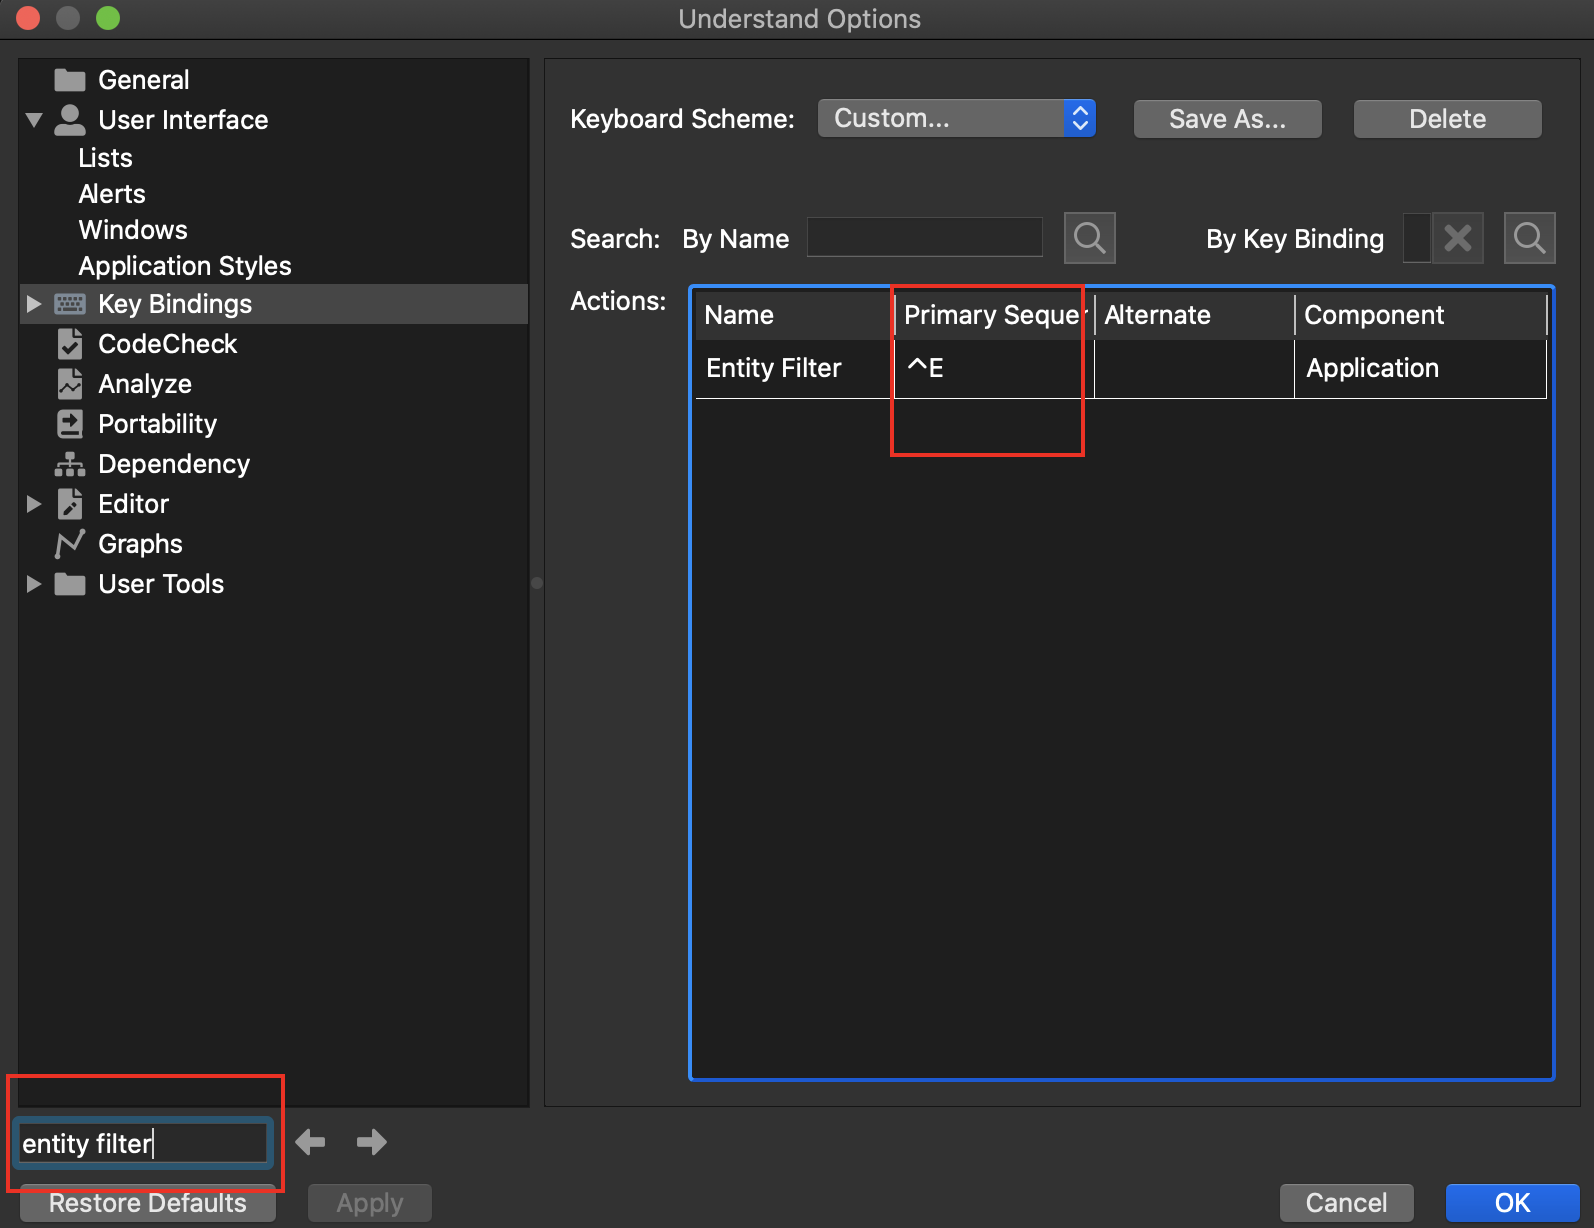 Understand Options
General
User Interface
Lists
Alerts
Windows
Application Styles
Key Bindings
CodeCheck
Analyze
Portability
Dependency
Editor
Graphs
User Tools
entity filter
Restore Defaults
Apply
Keyboard Scheme: Custom... Save As... Delete
Search: By Name By Key Binding
Actions:
Name Primary Sequer Alternate Component
Entity Filter ^E Application
Cancel OK